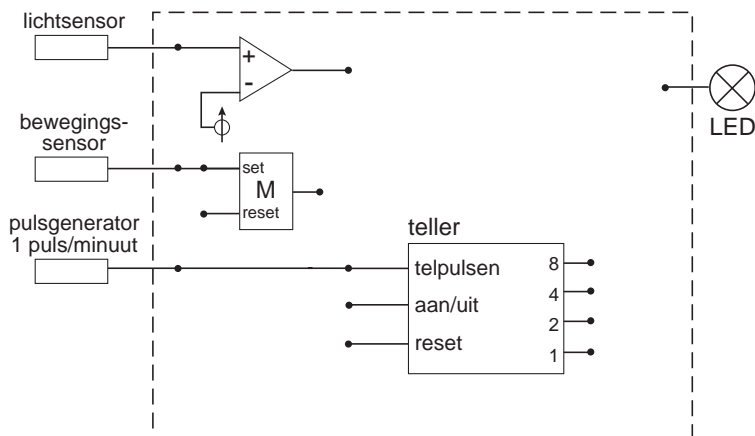 lichtsensor
+
-
bewegings-
sensor
set
M
reset
pulsgenerator
1 puls/minuut
teller
telpulsen
aan/uit
reset
8
4
2
1
LED